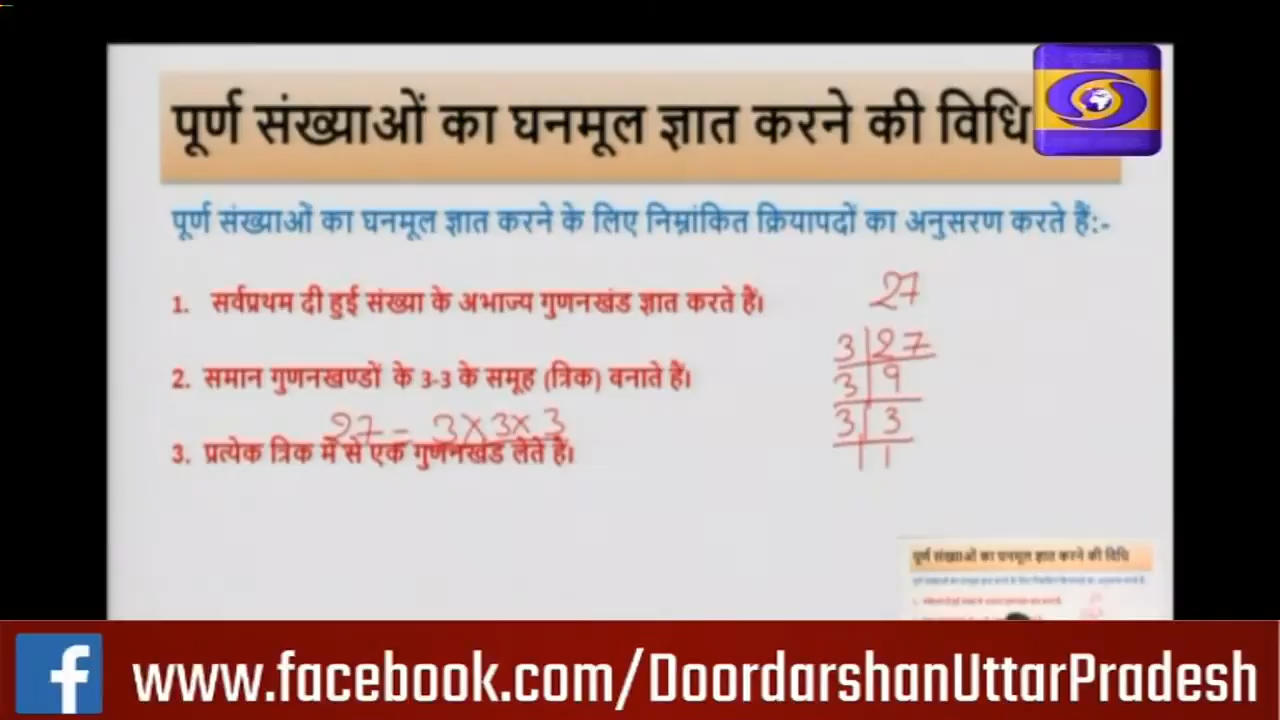 पूर्ण संख्याओं का घनमूल ज्ञात करने की विधि
पूर्ण संख्याओं का घनमूल ज्ञात करने के लिए निम्नांकित क्रियापदों का अनुसरण करते हैं:-
1. सर्वप्रथम दी हुई संख्या के अभाज्य गुणनखंड ज्ञात करते हैं।
27
3 27
3 9
3 3
1
2. समान गुणनखण्डों के 3-3 के समूह (त्रिक) बनाते हैं।
27 = 3×3×3
3. प्रत्येक त्रिक में से एक गुणनखंड लेते हैं।
पूर्ण संख्याओं का घनमूल ज्ञात करने की विधि
f www.facebook.com/DoordarshanUttarPradesh